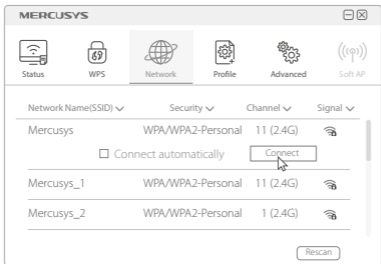 MERCUSYS
Status WPS Network Profile Advanced Soft AP
Network Name(SSID) Security Channel Signal
Mercusys WPA/WPA2-Personal 11 (2.4G)
Connect automatically Connect
Mercusys_1 WPA/WPA2-Personal 11 (2.4G)
Mercusys_2 WPA/WPA2-Personal 1 (2.4G)
Rescan